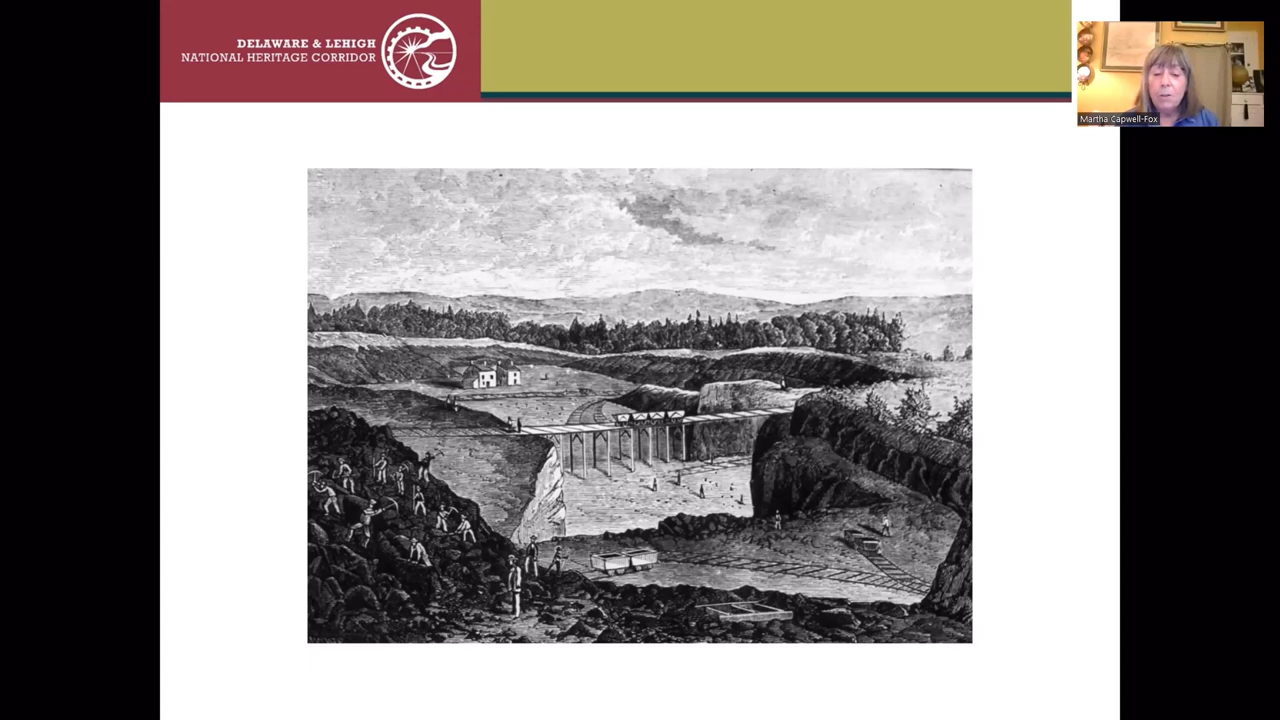 DELAWARE & LEHIGH
NATIONAL HERITAGE CORRIDOR
Martha Capwell-Fox